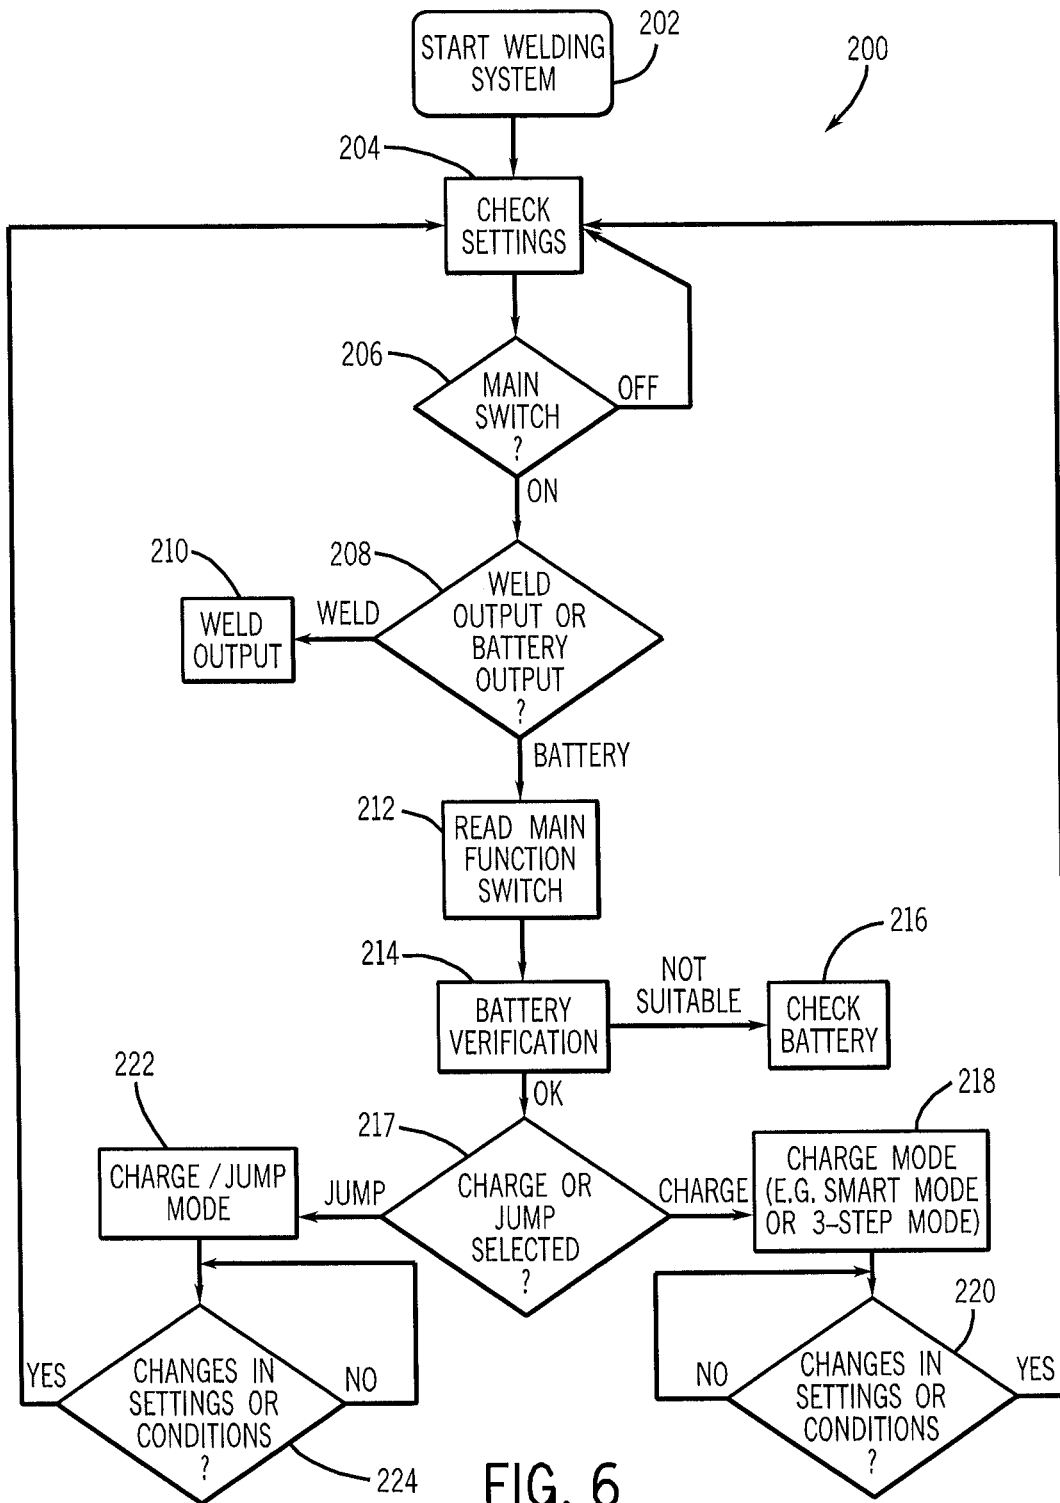 START WELDING
SYSTEM
202
200
204
CHECK
SETTINGS
206
MAIN
SWITCH
?
OFF
ON
210
208
WELD
OUTPUT
WELD
WELD
OUTPUT OR
BATTERY
OUTPUT
?
BATTERY
212
READ MAIN
FUNCTION
SWITCH
214
BATTERY
VERIFICATION
NOT
SUITABLE
216
CHECK
BATTERY
OK
222
217
218
CHARGE / JUMP
MODE
JUMP
CHARGE OR
JUMP
SELECTED
?
CHARGE
CHARGE MODE
(E.G. SMART MODE
OR 3-STEP MODE)
220
YES
CHANGES IN
SETTINGS OR
CONDITIONS
?
NO
224
NO
CHANGES IN
SETTINGS OR
CONDITIONS
?
YES
FIG. 6